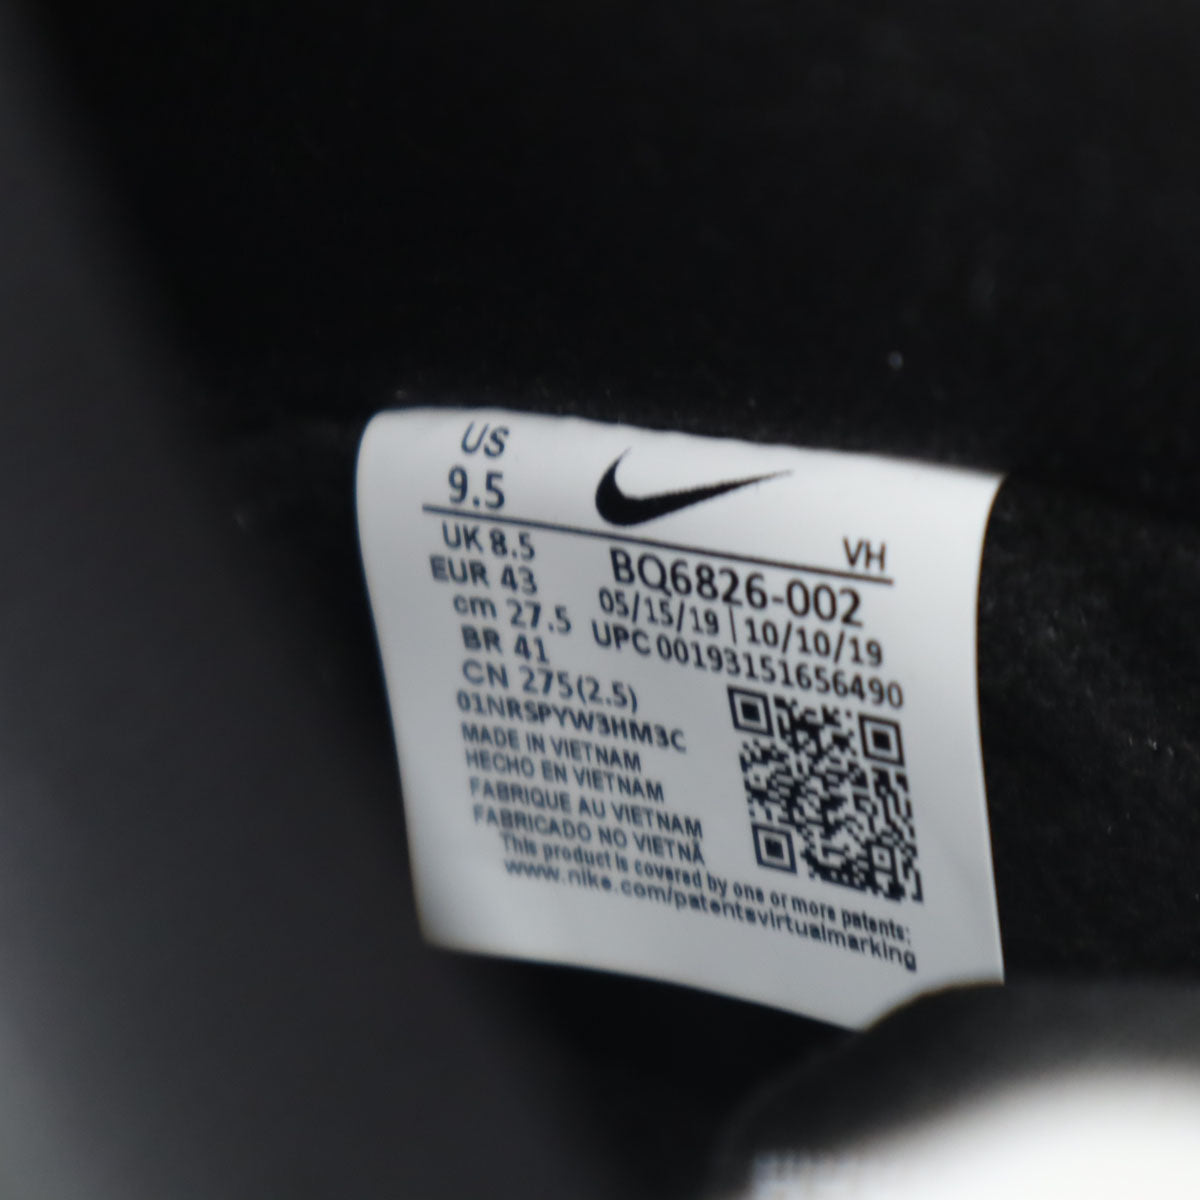 US
9.5
VH
UK 8.5
EUR 43
cm 27.5
BR 41
CN 275(2.5)
BQ6826-002
05/15/19 | 10/10/19
UPC 00193151656490
01NRSPYW3HM3C
MADE IN VIETNAM
HECHO EN VIETNAM
FABRIQUE AU VIETNAM
FABRICADO NO VIETNÃ
This product is covered by one or more patents:
www.nike.com/patentsvirtualmarking